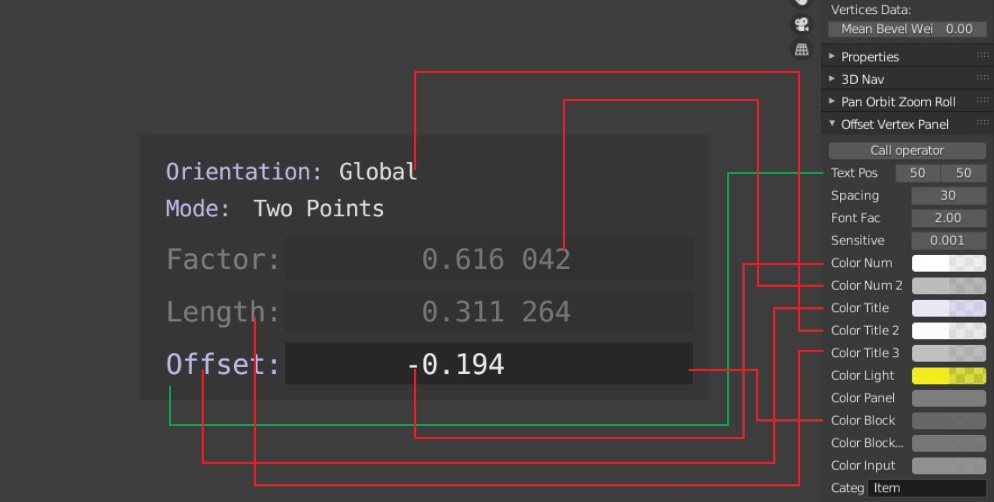 Vertices Data:
Mean Bevel Wei 0.00
Properties
3D Nav
Pan Orbit Zoom Roll
Offset Vertex Panel
Call operator
Text Pos 50 50
Spacing 30
Font Fac 2.00
Sensitive 0.001
Color Num
Color Num 2
Color Title
Color Title 2
Color Title 3
Color Light
Color Panel
Color Block
Color Block...
Color Input
Categ Item
Orientation: Global
Mode: Two Points
Factor: 0.616 042
Length: 0.311 264
Offset: -0.194